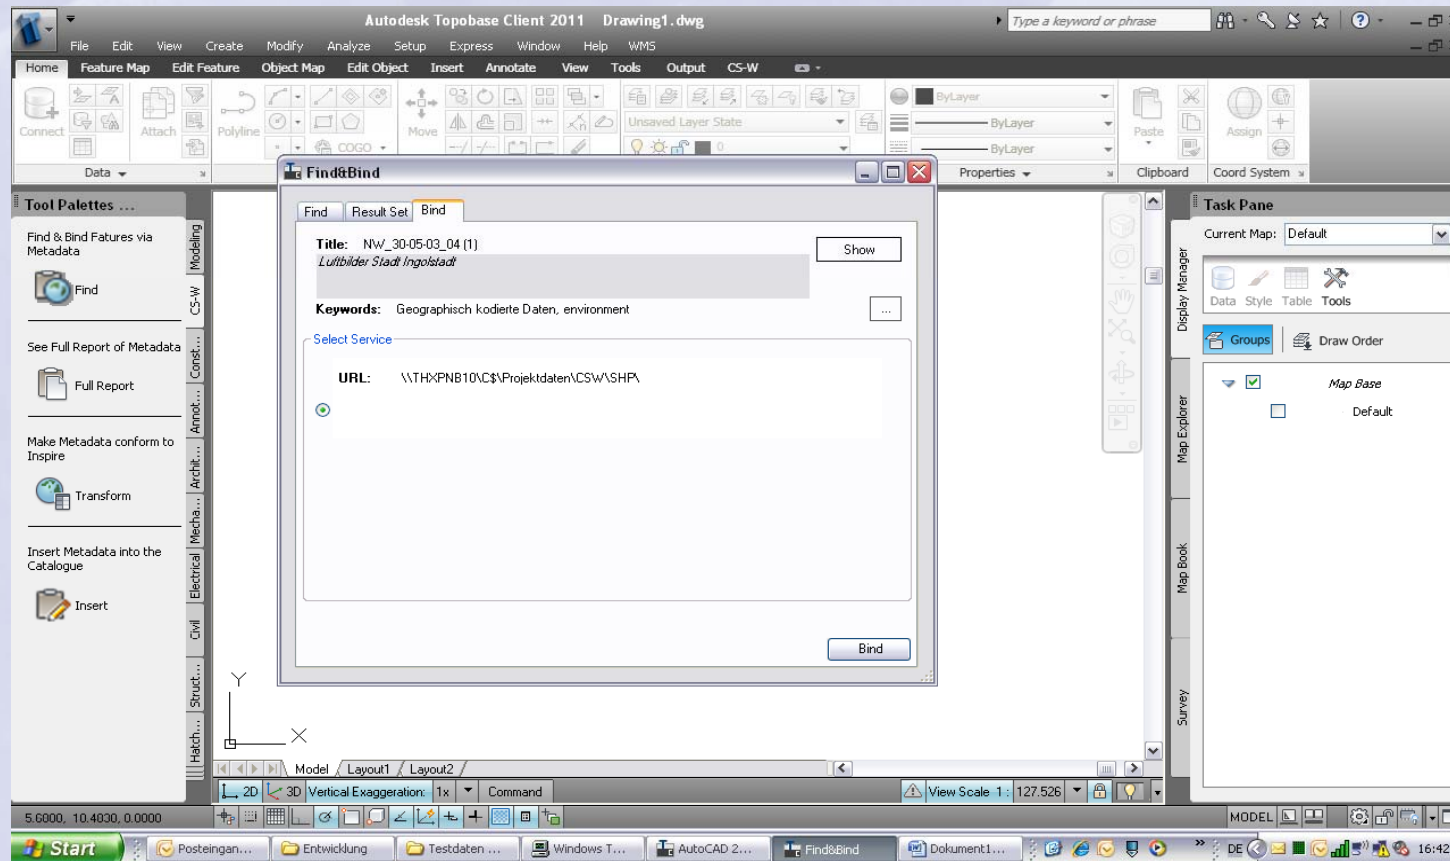 Autodesk Topobase Client 2011 Drawing1.dwg
Type a keyword or phrase
File Edit View Create Modify Analyze Setup Express Window Help WMS
Home Feature Map Edit Feature Object Map Edit Object Insert Annotate View Tools Output CS-W
Connect Attach Polyline COGO Move
Unsaved Layer State
0
ByLayer
ByLayer
ByLayer
Paste
Assign
Data Properties Clipboard Coord System
Tool Palettes ...
Find & Bind Fatures via
Metadata
Find
See Full Report of Metadata
Full Report
Make Metadata conform to
Inspire
Transform
Insert Metadata into the
Catalogue
Insert
Modeling
CS-W
Const...
Annot...
Archit...
Mecha...
Electrical
Civil
Struct...
Hatch...
Find&Bind
Find Result Set Bind
Title: NW_30-05-03_04 (1)
Show
Luftbilder Stadt Ingolstadt
Keywords: Geographisch kodierte Daten, environment
...
Select Service
URL: \\THXPNB10\C$\Projektdaten\CSW\SHP\
Bind
Y
X
Task Pane
Current Map: Default
Data Style Table Tools
Groups Draw Order
Map Base
Default
Display Manager
Map Explorer
Map Book
Survey
Model Layout1 Layout2
2D 3D Vertical Exaggeration: 1x Command
View Scale 1 : 127.526
5.6000, 10.4030, 0.0000
MODEL
Start Posteingan... Entwicklung Testdaten ... Windows T... AutoCAD 2... Find&Bind Dokument1... DE 16:42